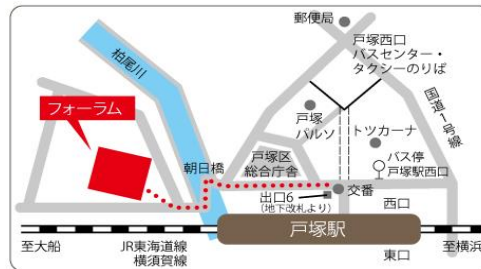 郵便局
戸塚西口
バスセンター・
タクシーのりば
柏尾川
国道1号線
フォーラム
戸塚
パルソ
トツカーナ
朝日橋
戸塚区
総合庁舎
バス停
戸塚駅西口
出口6
(地下改札より)
交番
西口
戸塚駅
至大船
JR東海道線
横須賀線
至横浜
東口